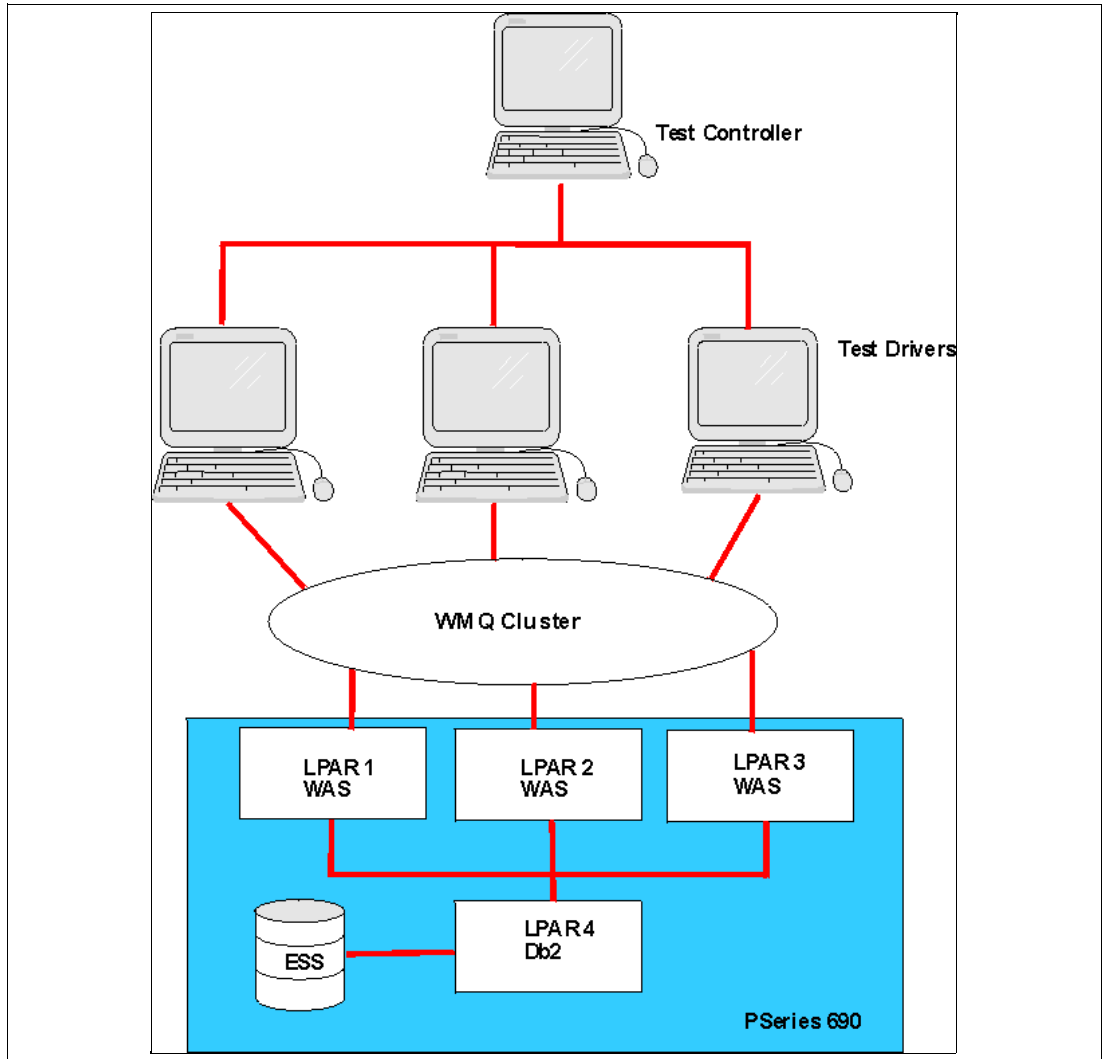 Test Controller
Test Drivers
WMQ Cluster
LPAR 1
WAS
LPAR 2
WAS
LPAR 3
WAS
LPAR 4
Db2
ESS
PSeries 690